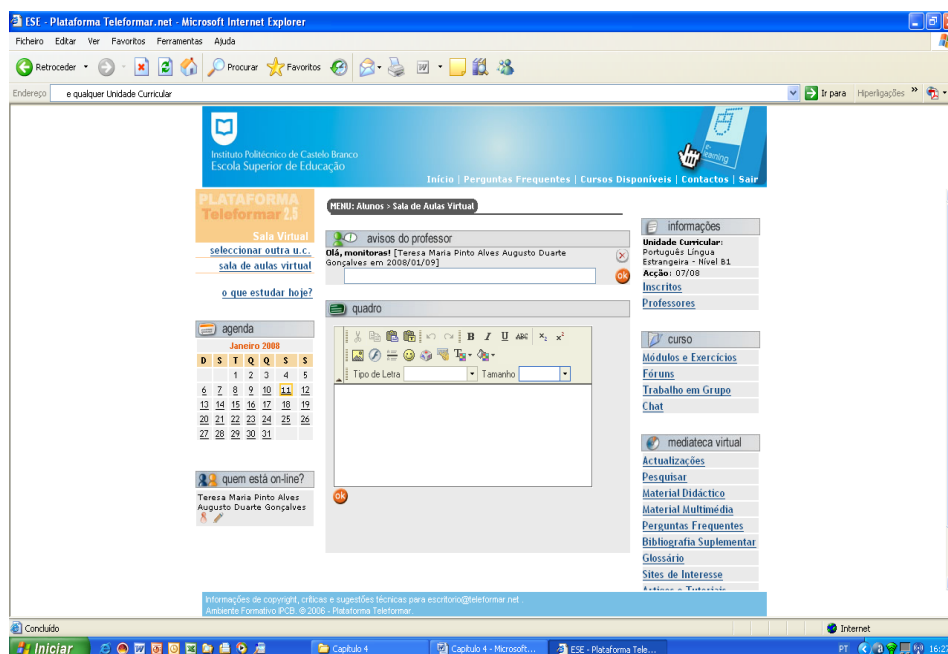 ESE - Plataforma Teleformar.net - Microsoft Internet Explorer
Ficheiro Editar Ver Favoritos Ferramentas Ajuda
Retroceder Procurar Favoritos
Endereço e qualquer Unidade Curricular Ir para Hiperligações
Instituto Politécnico de Castelo Branco
Escola Superior de Educação
e-learning
Início | Perguntas Frequentes | Cursos Disponíveis | Contactos | Sair
PLATAFORMA
Teleformar 2.5
Sala Virtual
seleccionar outra u.c.
sala de aulas virtual
o que estudar hoje?
agenda
Janeiro 2008
D S T Q Q S S
1 2 3 4 5
6 7 8 9 10 11 12
13 14 15 16 17 18 19
20 21 22 23 24 25 26
27 28 29 30 31
quem está on-line?
Teresa Maria Pinto Alves
Augusto Duarte Gonçalves
MENU: Alunos > Sala de Aulas Virtual
avisos do professor
Olá, monitoras! [Teresa Maria Pinto Alves Augusto Duarte
Gonçalves em 2008/01/09]
ok
quadro
B I U ABC x₂ x²
Tipo de Letra Tamanho
ok
informações
Unidade Curricular:
Português Língua
Estrangeira - Nível B1
Acção: 07/08
Inscritos
Professores
curso
Módulos e Exercícios
Fóruns
Trabalho em Grupo
Chat
mediateca virtual
Actualizações
Pesquisar
Material Didáctico
Material Multimédia
Perguntas Frequentes
Bibliografia Suplementar
Glossário
Sites de Interesse
Artigos e Tutoriais
Informações de copyright, críticas e sugestões técnicas para escritorio@teleformar.net .
Ambiente Formativo IPCB. © 2006 - Plataforma Teleformar.
Concluído Internet
Iniciar Capítulo 4 Capítulo 4 - Microsoft... ESE - Plataforma Tele... PT